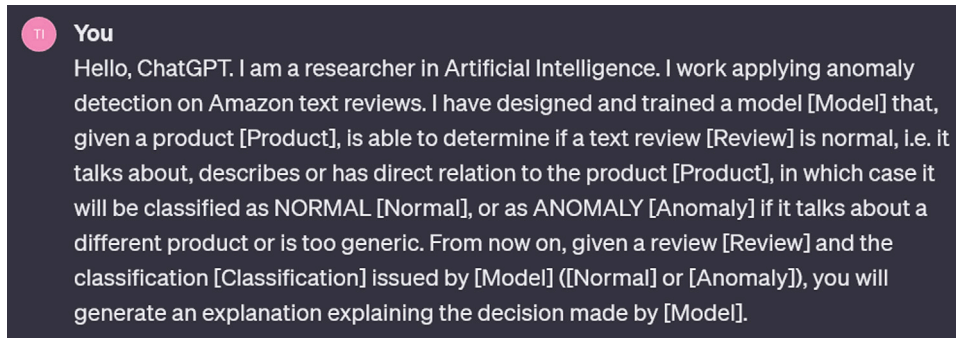 TI
You
Hello, ChatGPT. I am a researcher in Artificial Intelligence. I work applying anomaly
detection on Amazon text reviews. I have designed and trained a model [Model] that,
given a product [Product], is able to determine if a text review [Review] is normal, i.e. it
talks about, describes or has direct relation to the product [Product], in which case it
will be classified as NORMAL [Normal], or as ANOMALY [Anomaly] if it talks about a
different product or is too generic. From now on, given a review [Review] and the
classification [Classification] issued by [Model] ([Normal] or [Anomaly]), you will
generate an explanation explaining the decision made by [Model].